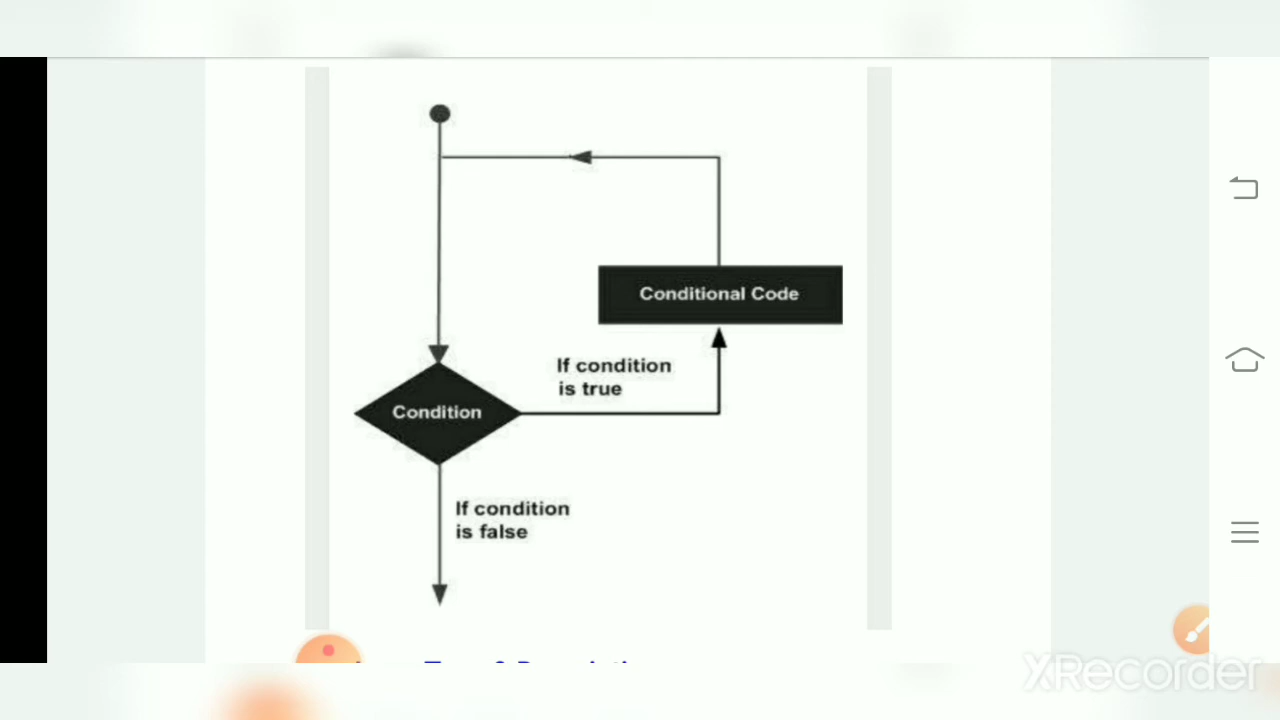 Conditional Code
If condition
is true
Condition
If condition
is false
XRecorder